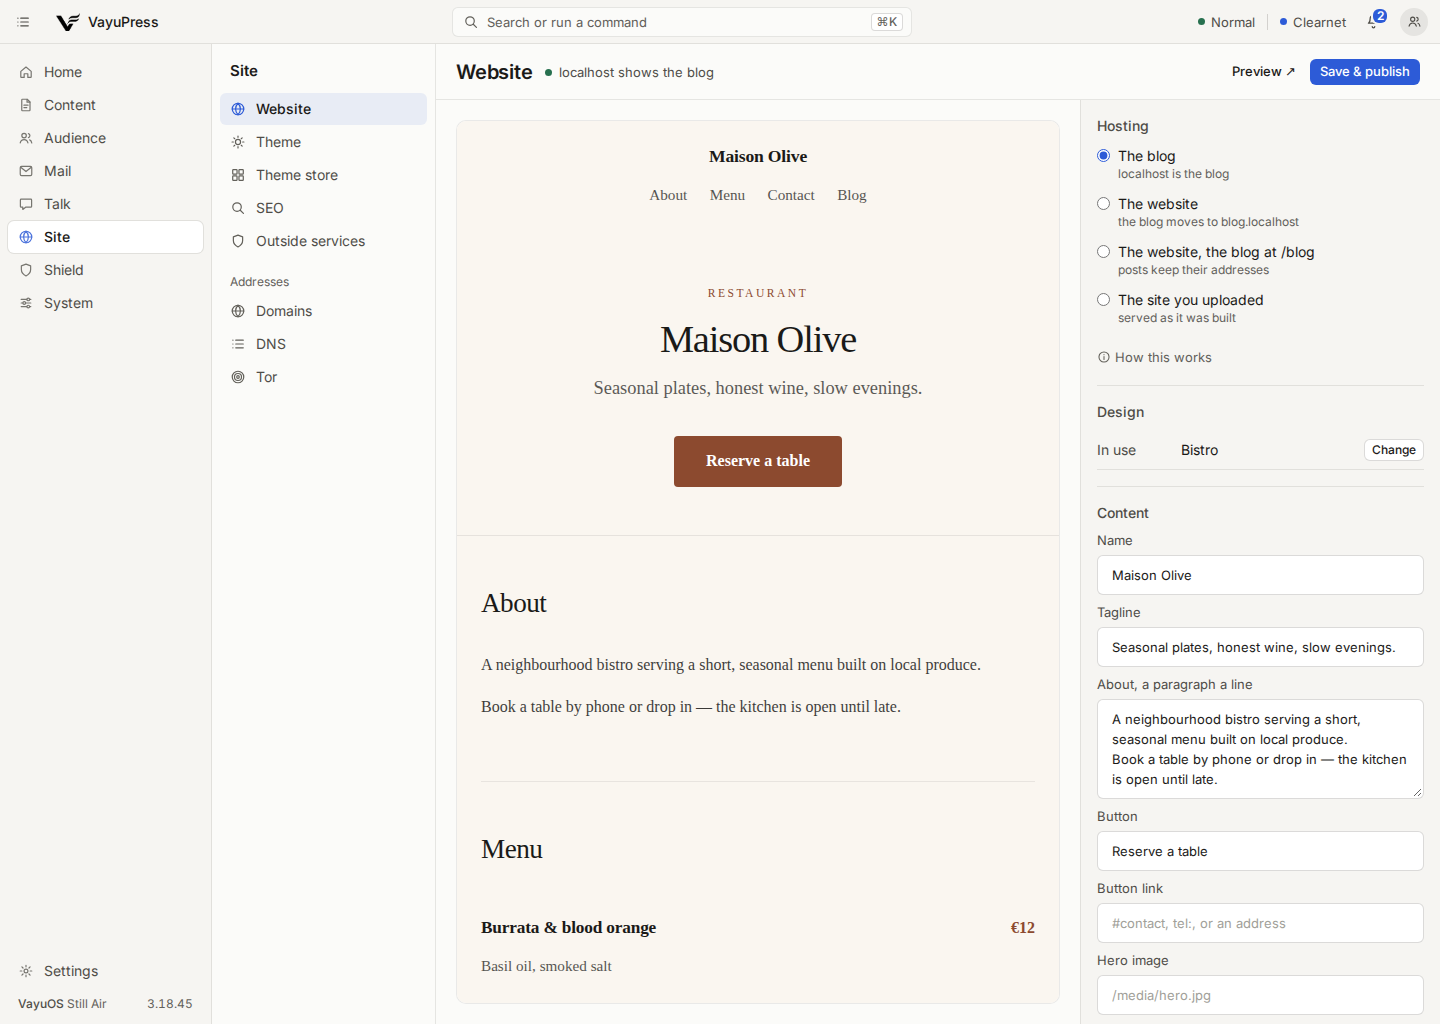 VayuPress
Search or run a command
⌘K
Normal
Clearnet
2
Home
Content
Audience
Mail
Talk
Site
Shield
System
Settings
VayuOS Still Air 3.18.45
Site
Website
Theme
Theme store
SEO
Outside services
Addresses
Domains
DNS
Tor
Website
localhost shows the blog
Preview ↗
Save & publish
Maison Olive
About Menu Contact Blog
RESTAURANT
Maison Olive
Seasonal plates, honest wine, slow evenings.
Reserve a table
About
A neighbourhood bistro serving a short, seasonal menu built on local produce.
Book a table by phone or drop in — the kitchen is open until late.
Menu
Burrata & blood orange €12
Basil oil, smoked salt
Hosting
The blog
localhost is the blog
The website
the blog moves to blog.localhost
The website, the blog at /blog
posts keep their addresses
The site you uploaded
served as it was built
How this works
Design
In use Bistro Change
Content
Name
Maison Olive
Tagline
Seasonal plates, honest wine, slow evenings.
About, a paragraph a line
A neighbourhood bistro serving a short,
seasonal menu built on local produce.
Book a table by phone or drop in — the kitchen
is open until late.
Button
Reserve a table
Button link
#contact, tel:, or an address
Hero image
/media/hero.jpg